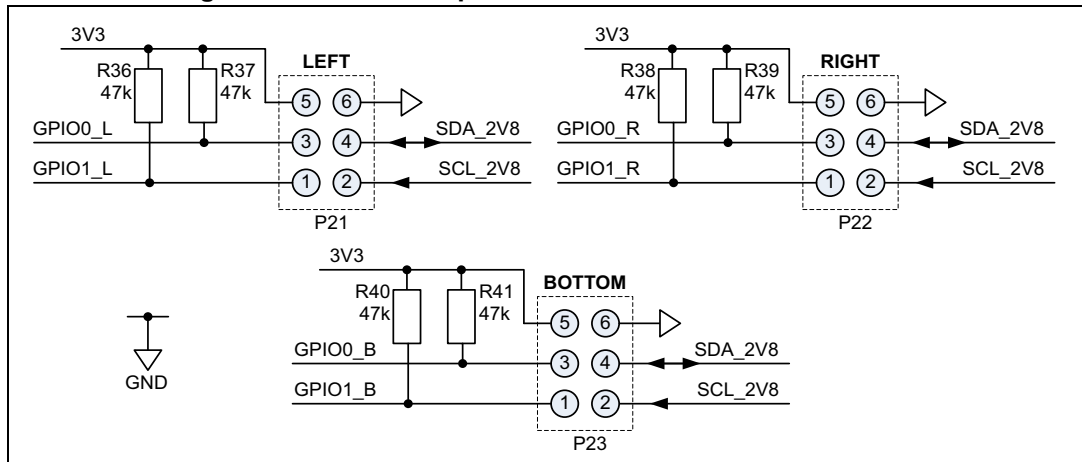 3V3
LEFT
R36
47k
R37
47k
5 6
GPIO0_L
3 4
SDA_2V8
GPIO1_L
1 2
SCL_2V8
P21
3V3
RIGHT
R38
47k
R39
47k
5 6
GPIO0_R
3 4
SDA_2V8
GPIO1_R
1 2
SCL_2V8
P22
3V3
BOTTOM
R40
47k
R41
47k
5 6
GPIO0_B
3 4
SDA_2V8
GPIO1_B
1 2
SCL_2V8
P23
GND